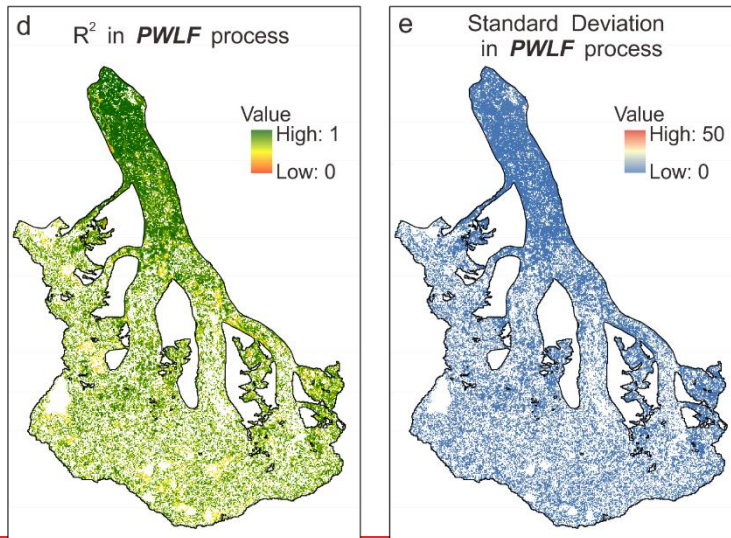 d
R² in PWLF process
Value
High: 1
Low: 0
e
Standard Deviation
in PWLF process
Value
High: 50
Low: 0